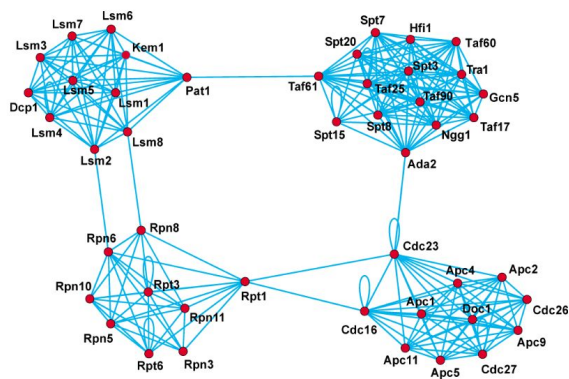 Lsm6
Lsm7
Lsm3
Kem1
Lsm5
Lsm1
Pat1
Dcp1
Lsm4
Lsm8
Lsm2
Spt7
Hfi1
Taf60
Spt20
Spt3
Tra1
Taf61
Taf25
Taf90
Gcn5
Spt15
Spt8
Ngg1
Taf17
Ada2
Rpn8
Rpn6
Rpt3
Rpt1
Rpn10
Rpn11
Rpn5
Rpt6
Rpn3
Cdc23
Apc4
Apc2
Apc1
Doc1
Cdc26
Cdc16
Apc9
Apc11
Apc5
Cdc27